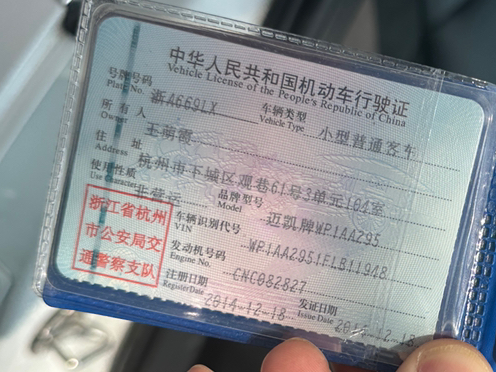 中华人民共和国机动车行驶证
Vehicle License of the People's Republic of China
号牌号码 浙A669LX 车辆类型 小型普通客车
Plate No. Vehicle Type
所有人 王萌霞
Owner
住址 杭州市下城区观巷61号3单元104室
Address
使用性质 非营运 品牌型号 迈凯牌WP1AA295
Use Character Model
浙江省杭州
市公安局交
通警察支队
车辆识别代号 WP1AA2951FLB11948
VIN
发动机号码 CNC082827
Engine No.
注册日期 2014-12-18 发证日期
Register Date Issue Date